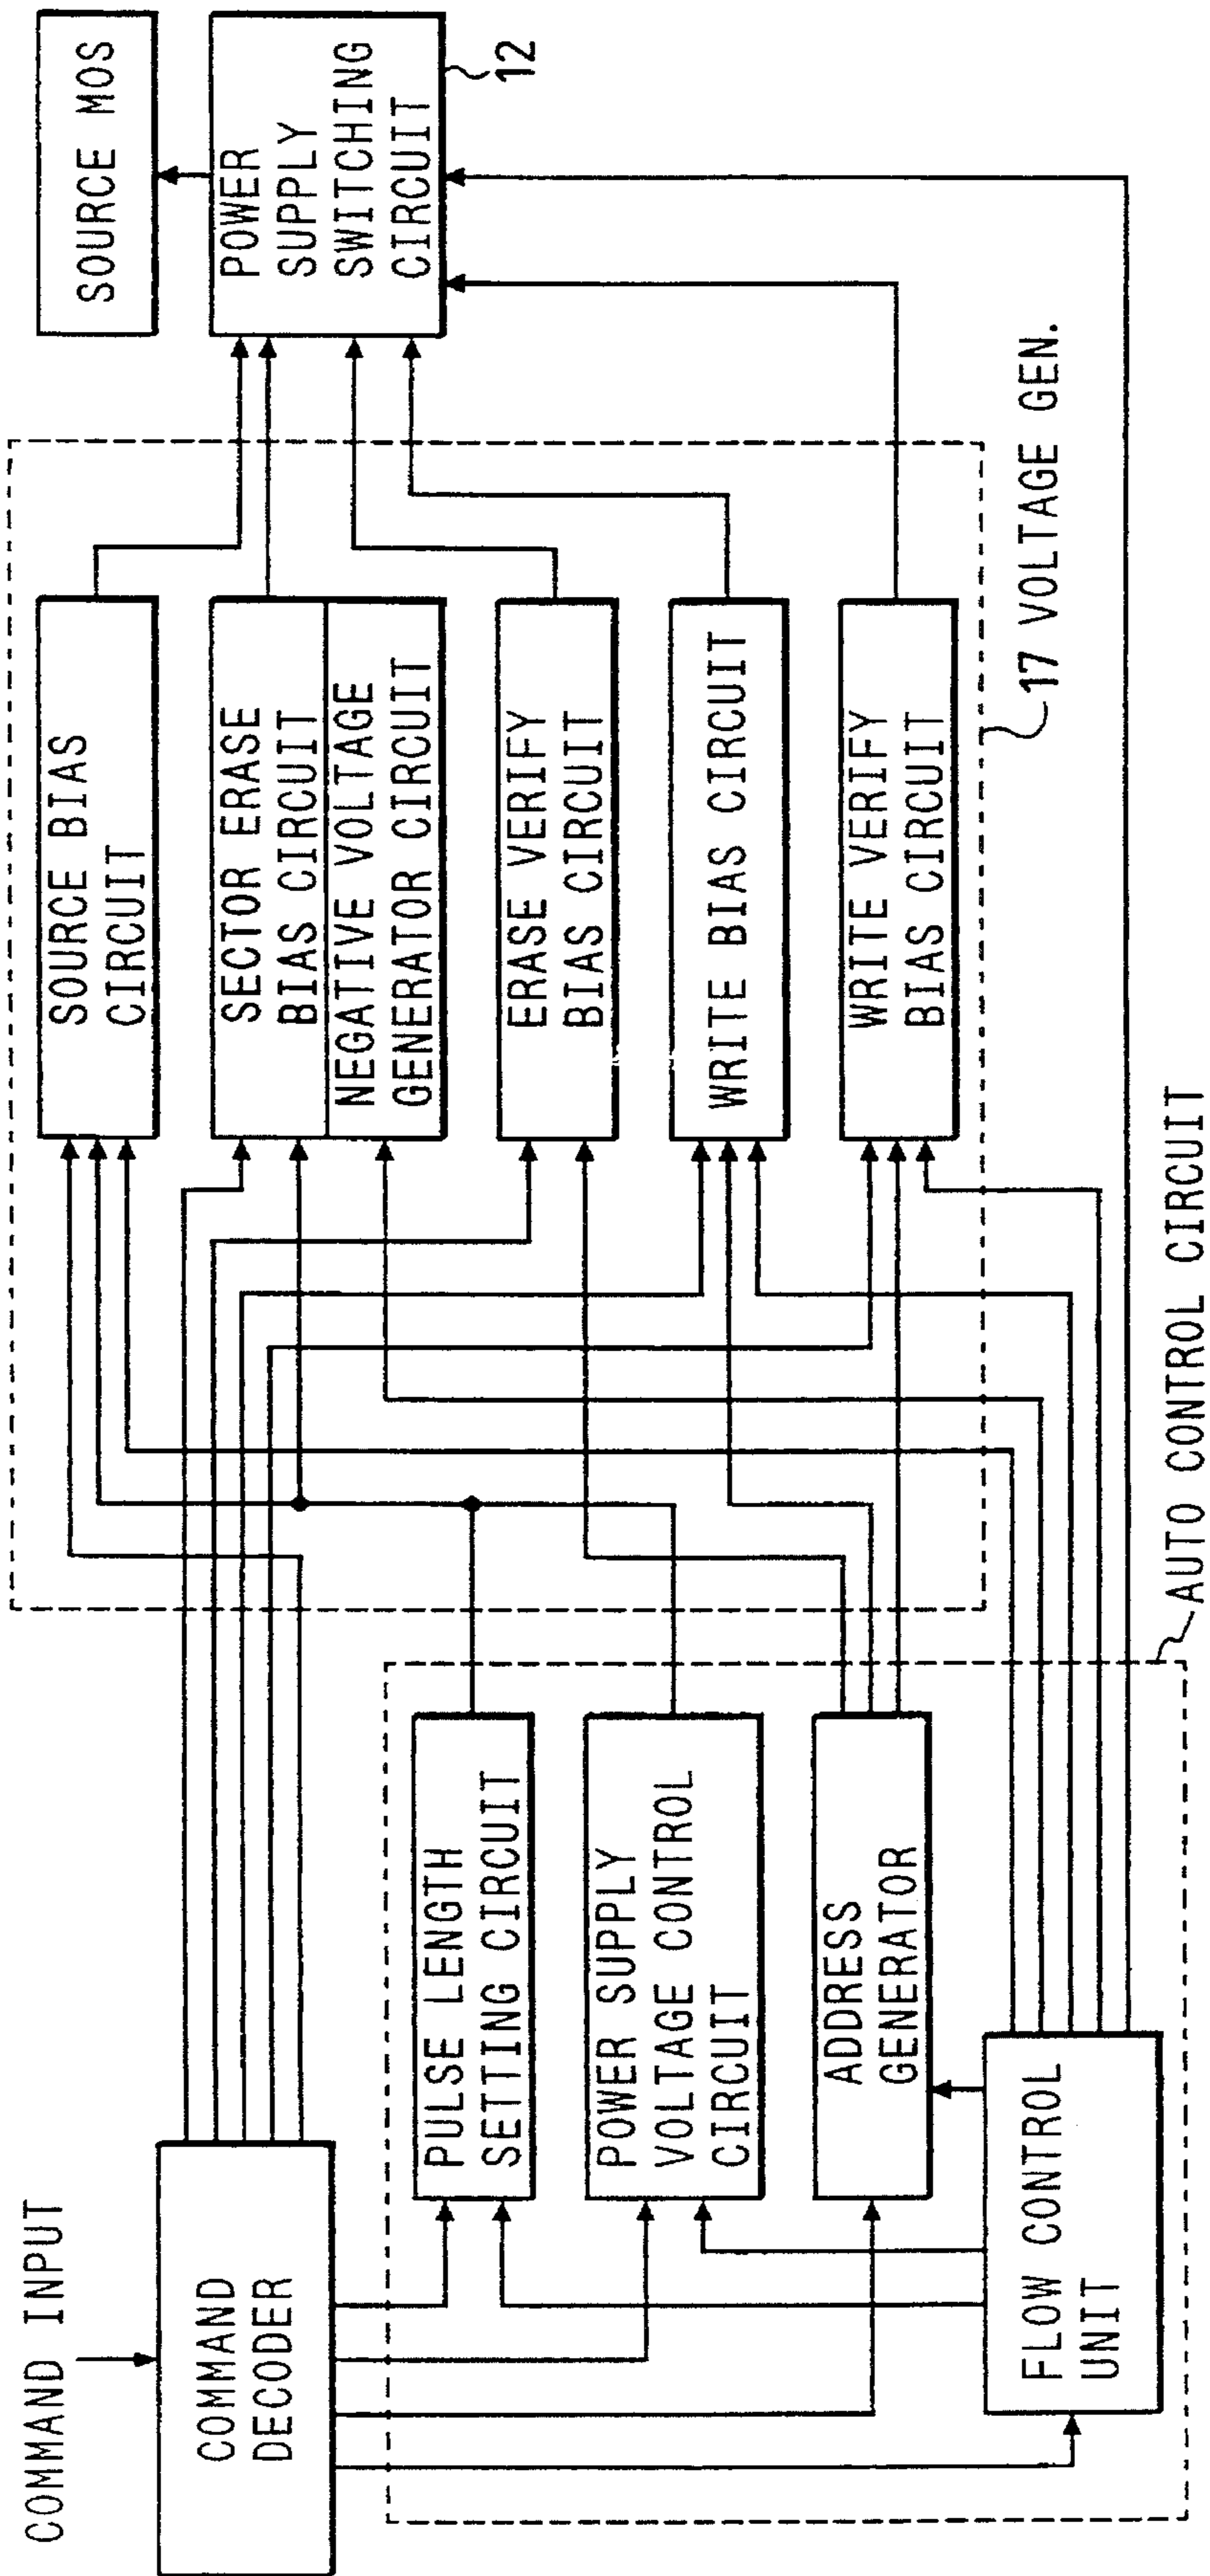 COMMAND INPUT
COMMAND
DECODER
PULSE LENGTH
SETTING CIRCUIT
POWER SUPPLY
VOLTAGE CONTROL
CIRCUIT
ADDRESS
GENERATOR
FLOW CONTROL
UNIT
AUTO CONTROL CIRCUIT
SOURCE BIAS
CIRCUIT
SECTOR ERASE
BIAS CIRCUIT
NEGATIVE VOLTAGE
GENERATOR CIRCUIT
ERASE VERIFY
BIAS CIRCUIT
WRITE BIAS CIRCUIT
WRITE VERIFY
BIAS CIRCUIT
17 VOLTAGE GEN.
SOURCE MOS
POWER
SUPPLY
SWITCHING
CIRCUIT
12